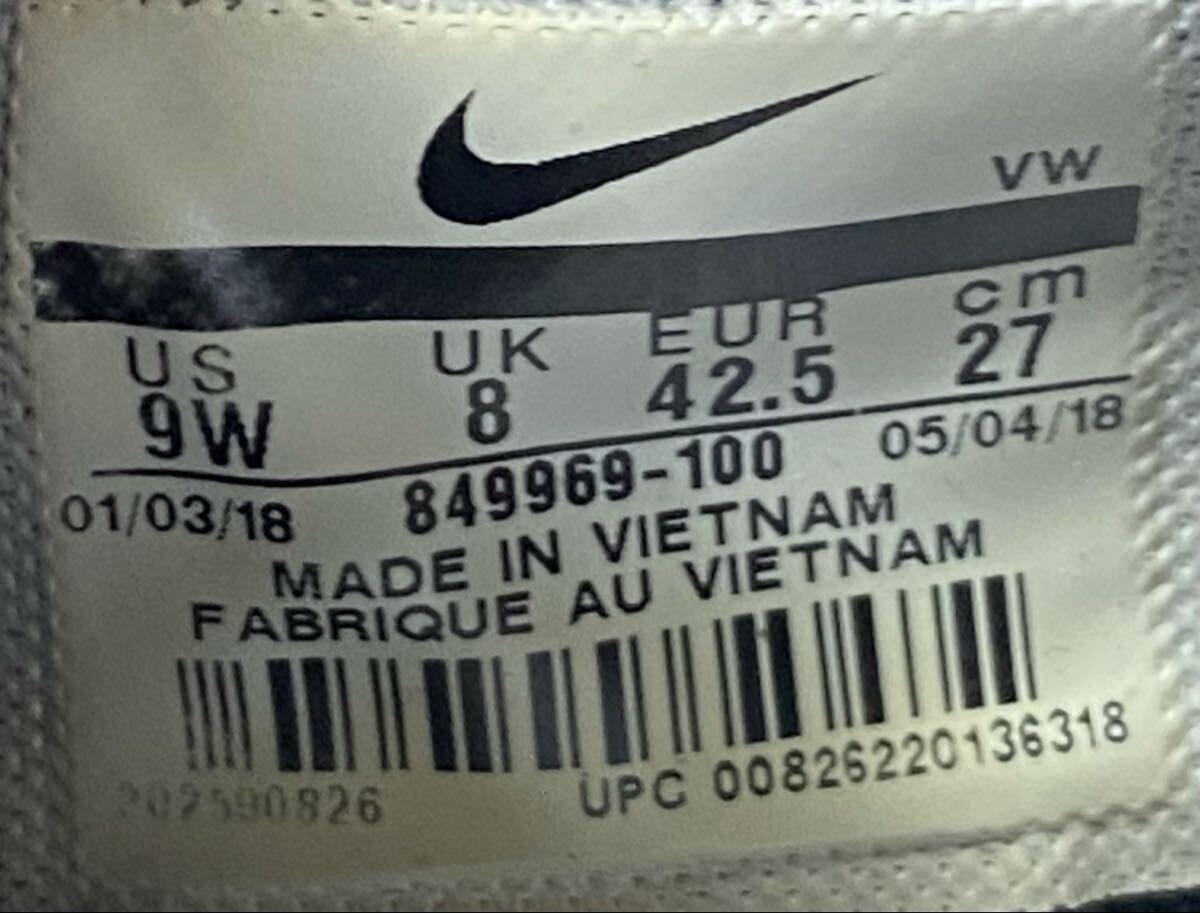 VW
US UK EUR cm
9W 8 42.5 27
01/03/18 849969-100 05/04/18
MADE IN VIETNAM
FABRIQUE AU VIETNAM
UPC 00826220136318